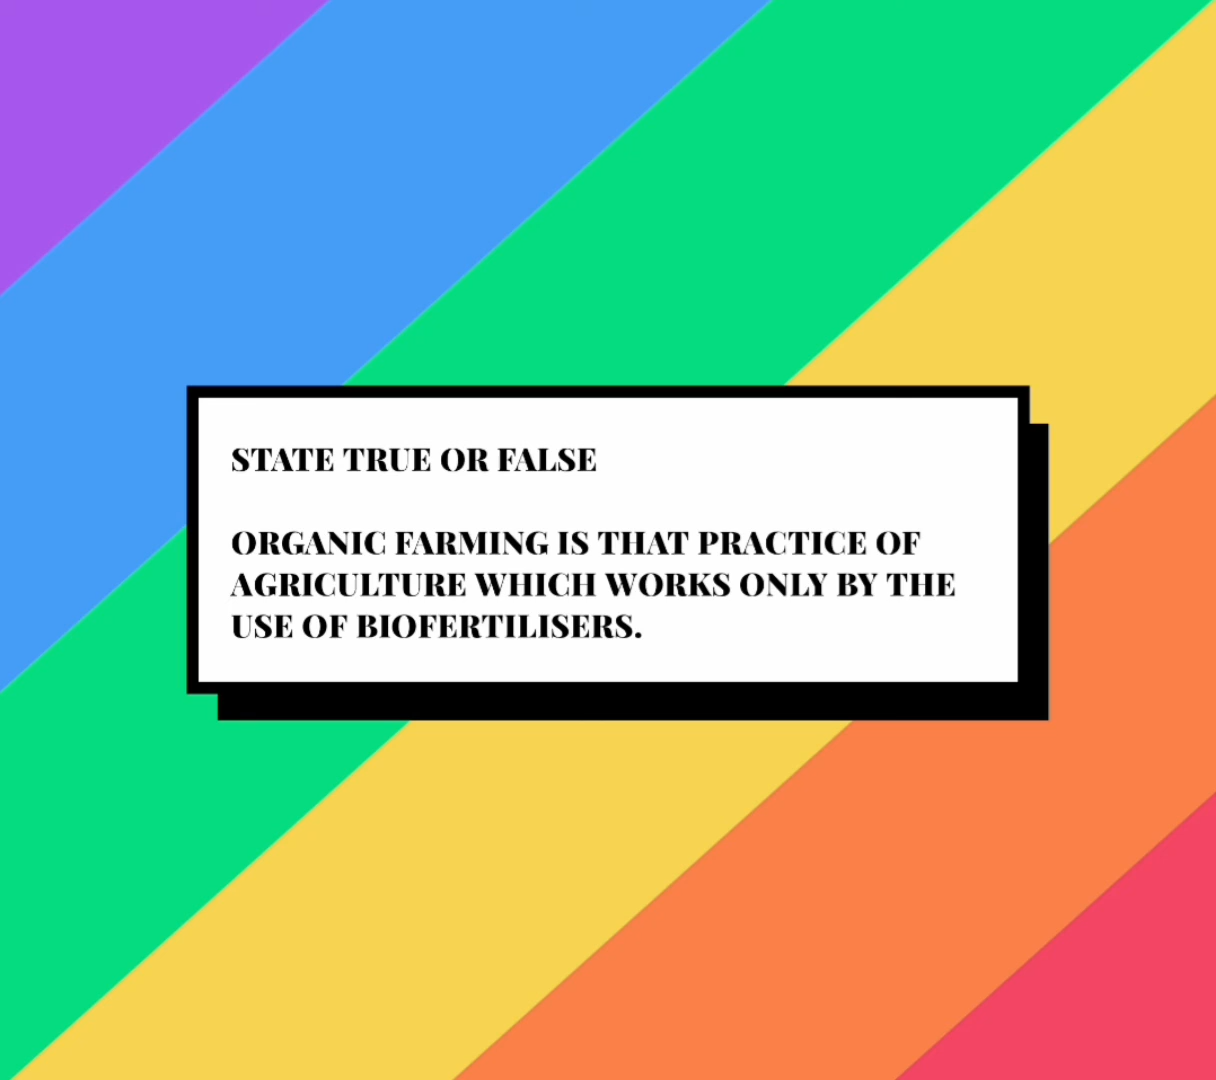 STATE TRUE OR FALSE
ORGANIC FARMING IS THAT PRACTICE OF
AGRICULTURE WHICH WORKS ONLY BY THE
USE OF BIOFERTILISERS.